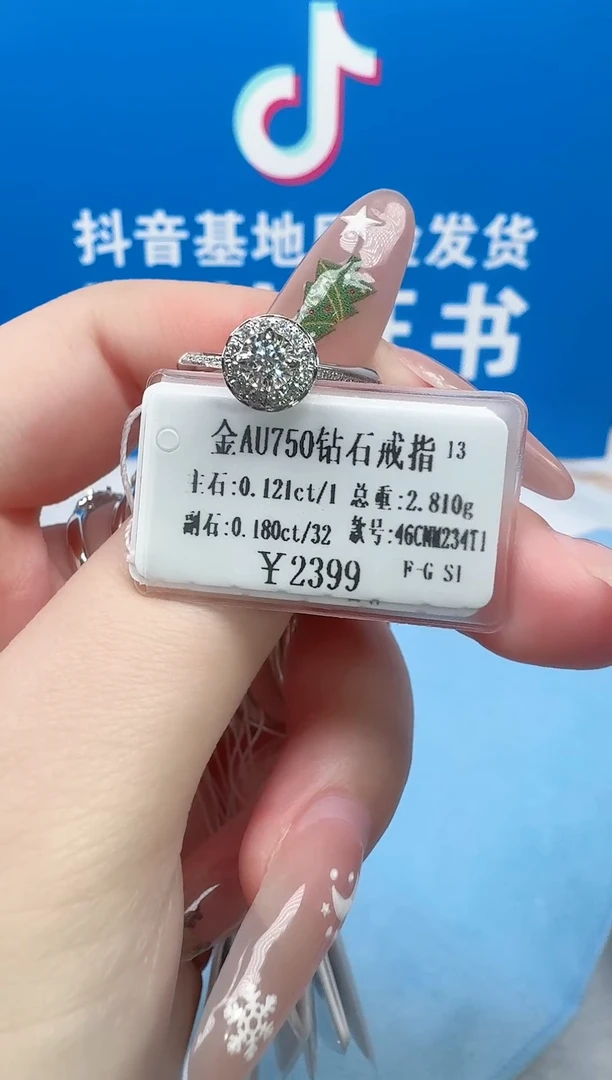 抖音基地 发货
书
金AU750钻石戒指 13
主石:0.121ct/1 总重:2.810g
副石:0.180ct/32 款号:46CNM234T1
￥2399 F-G SI